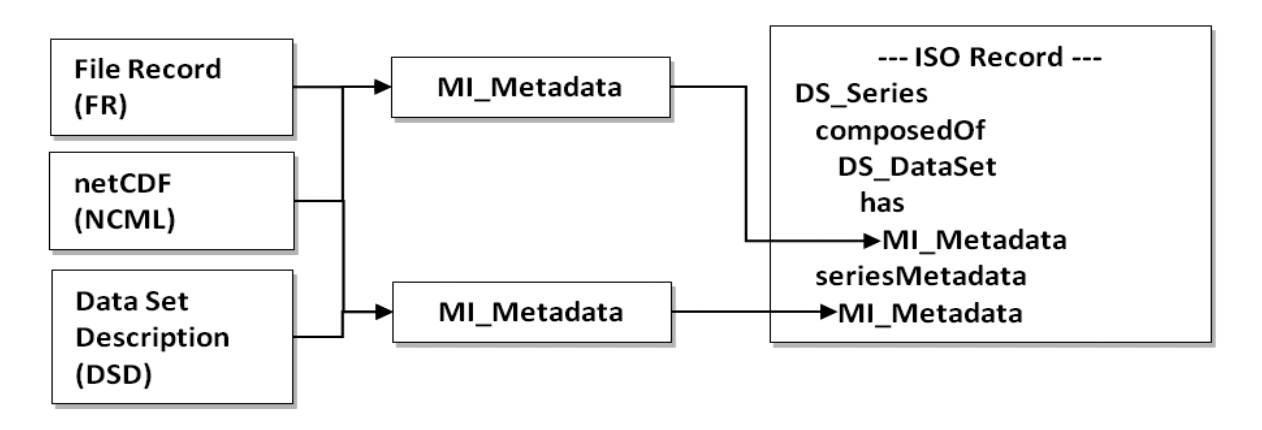 File Record
(FR)
netCDF
(NCML)
Data Set
Description
(DSD)
MI_Metadata
MI_Metadata
--- ISO Record ---
DS_Series
composedOf
DS_DataSet
has
MI_Metadata
seriesMetadata
MI_Metadata